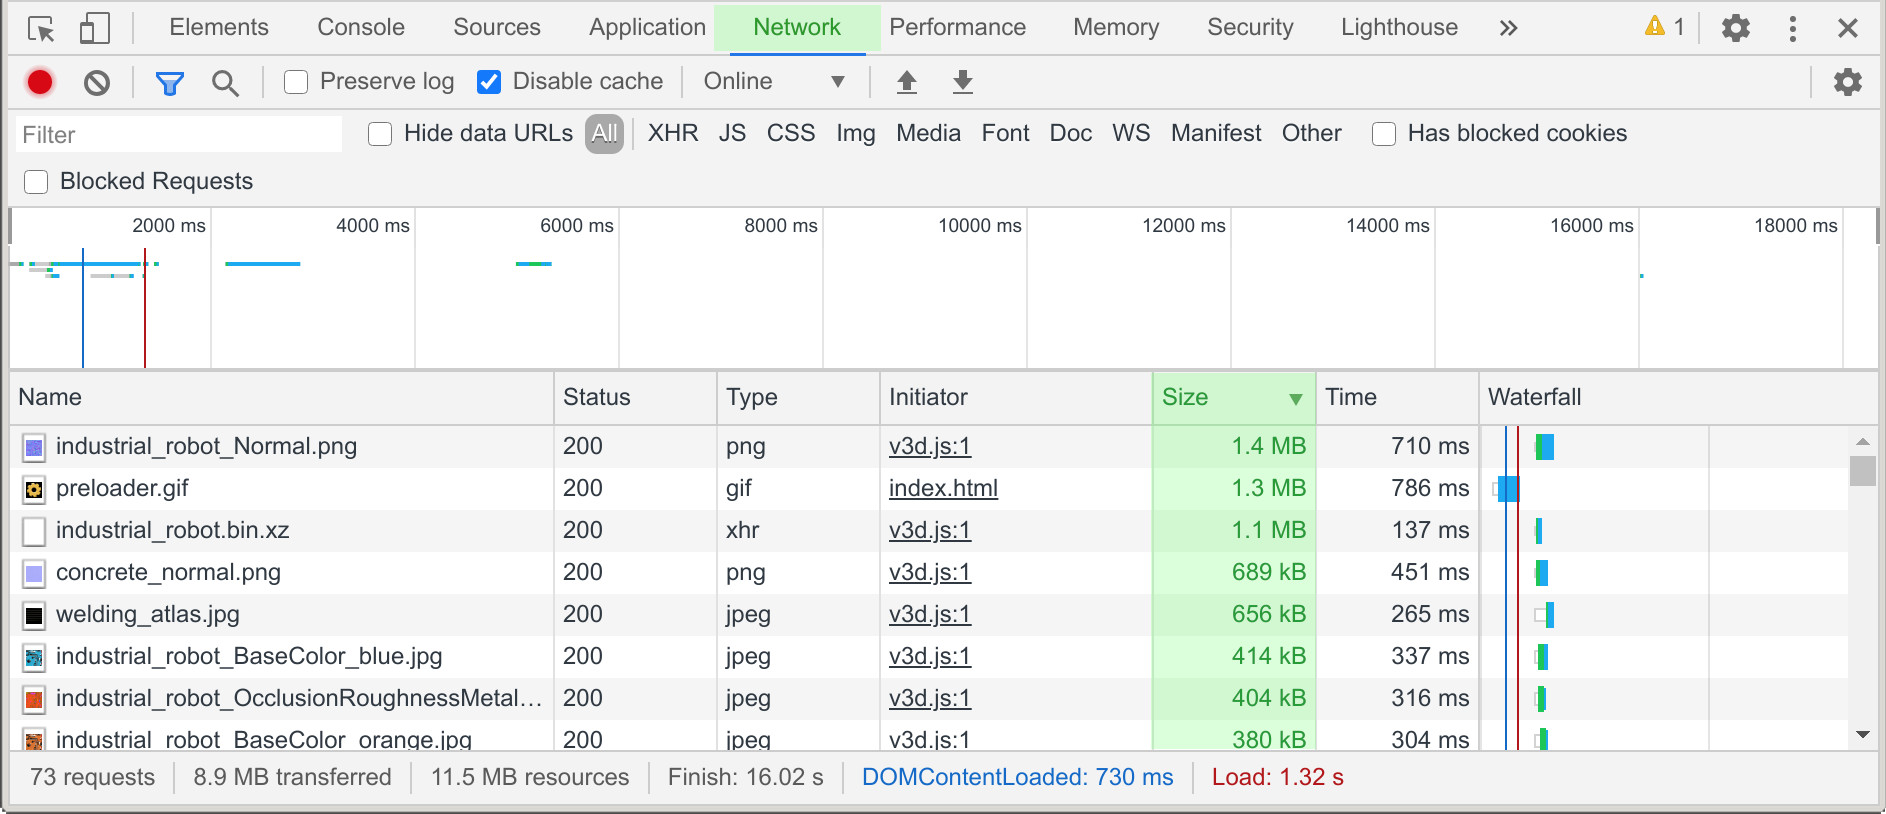 Elements Console Sources Application Network Performance Memory Security Lighthouse » 1
Preserve log Disable cache Online
Filter Hide data URLs All XHR JS CSS Img Media Font Doc WS Manifest Other Has blocked cookies
Blocked Requests
2000 ms 4000 ms 6000 ms 8000 ms 10000 ms 12000 ms 14000 ms 16000 ms 18000 ms
Name Status Type Initiator Size Time Waterfall
industrial_robot_Normal.png 200 png v3d.js:1 1.4 MB 710 ms
preloader.gif 200 gif index.html 1.3 MB 786 ms
industrial_robot.bin.xz 200 xhr v3d.js:1 1.1 MB 137 ms
concrete_normal.png 200 png v3d.js:1 689 kB 451 ms
welding_atlas.jpg 200 jpeg v3d.js:1 656 kB 265 ms
industrial_robot_BaseColor_blue.jpg 200 jpeg v3d.js:1 414 kB 337 ms
industrial_robot_OcclusionRoughnessMetal… 200 jpeg v3d.js:1 404 kB 316 ms
industrial_robot_BaseColor_orange.jpg 200 jpeg v3d.js:1 380 kB 304 ms
73 requests 8.9 MB transferred 11.5 MB resources Finish: 16.02 s DOMContentLoaded: 730 ms Load: 1.32 s